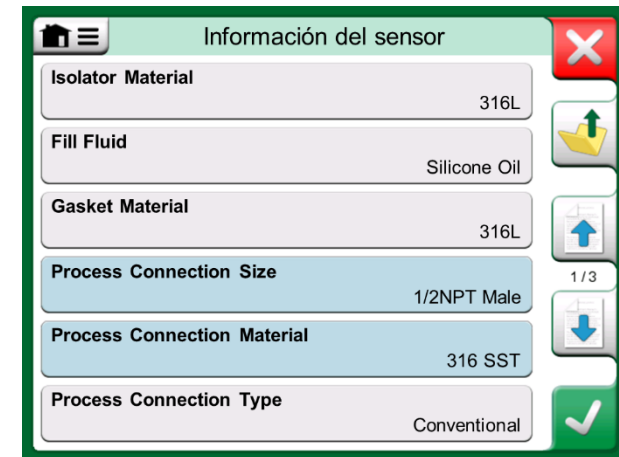 Información del sensor
Isolator Material
316L
Fill Fluid
Silicone Oil
Gasket Material
316L
Process Connection Size
1/2NPT Male
1/3
Process Connection Material
316 SST
Process Connection Type
Conventional